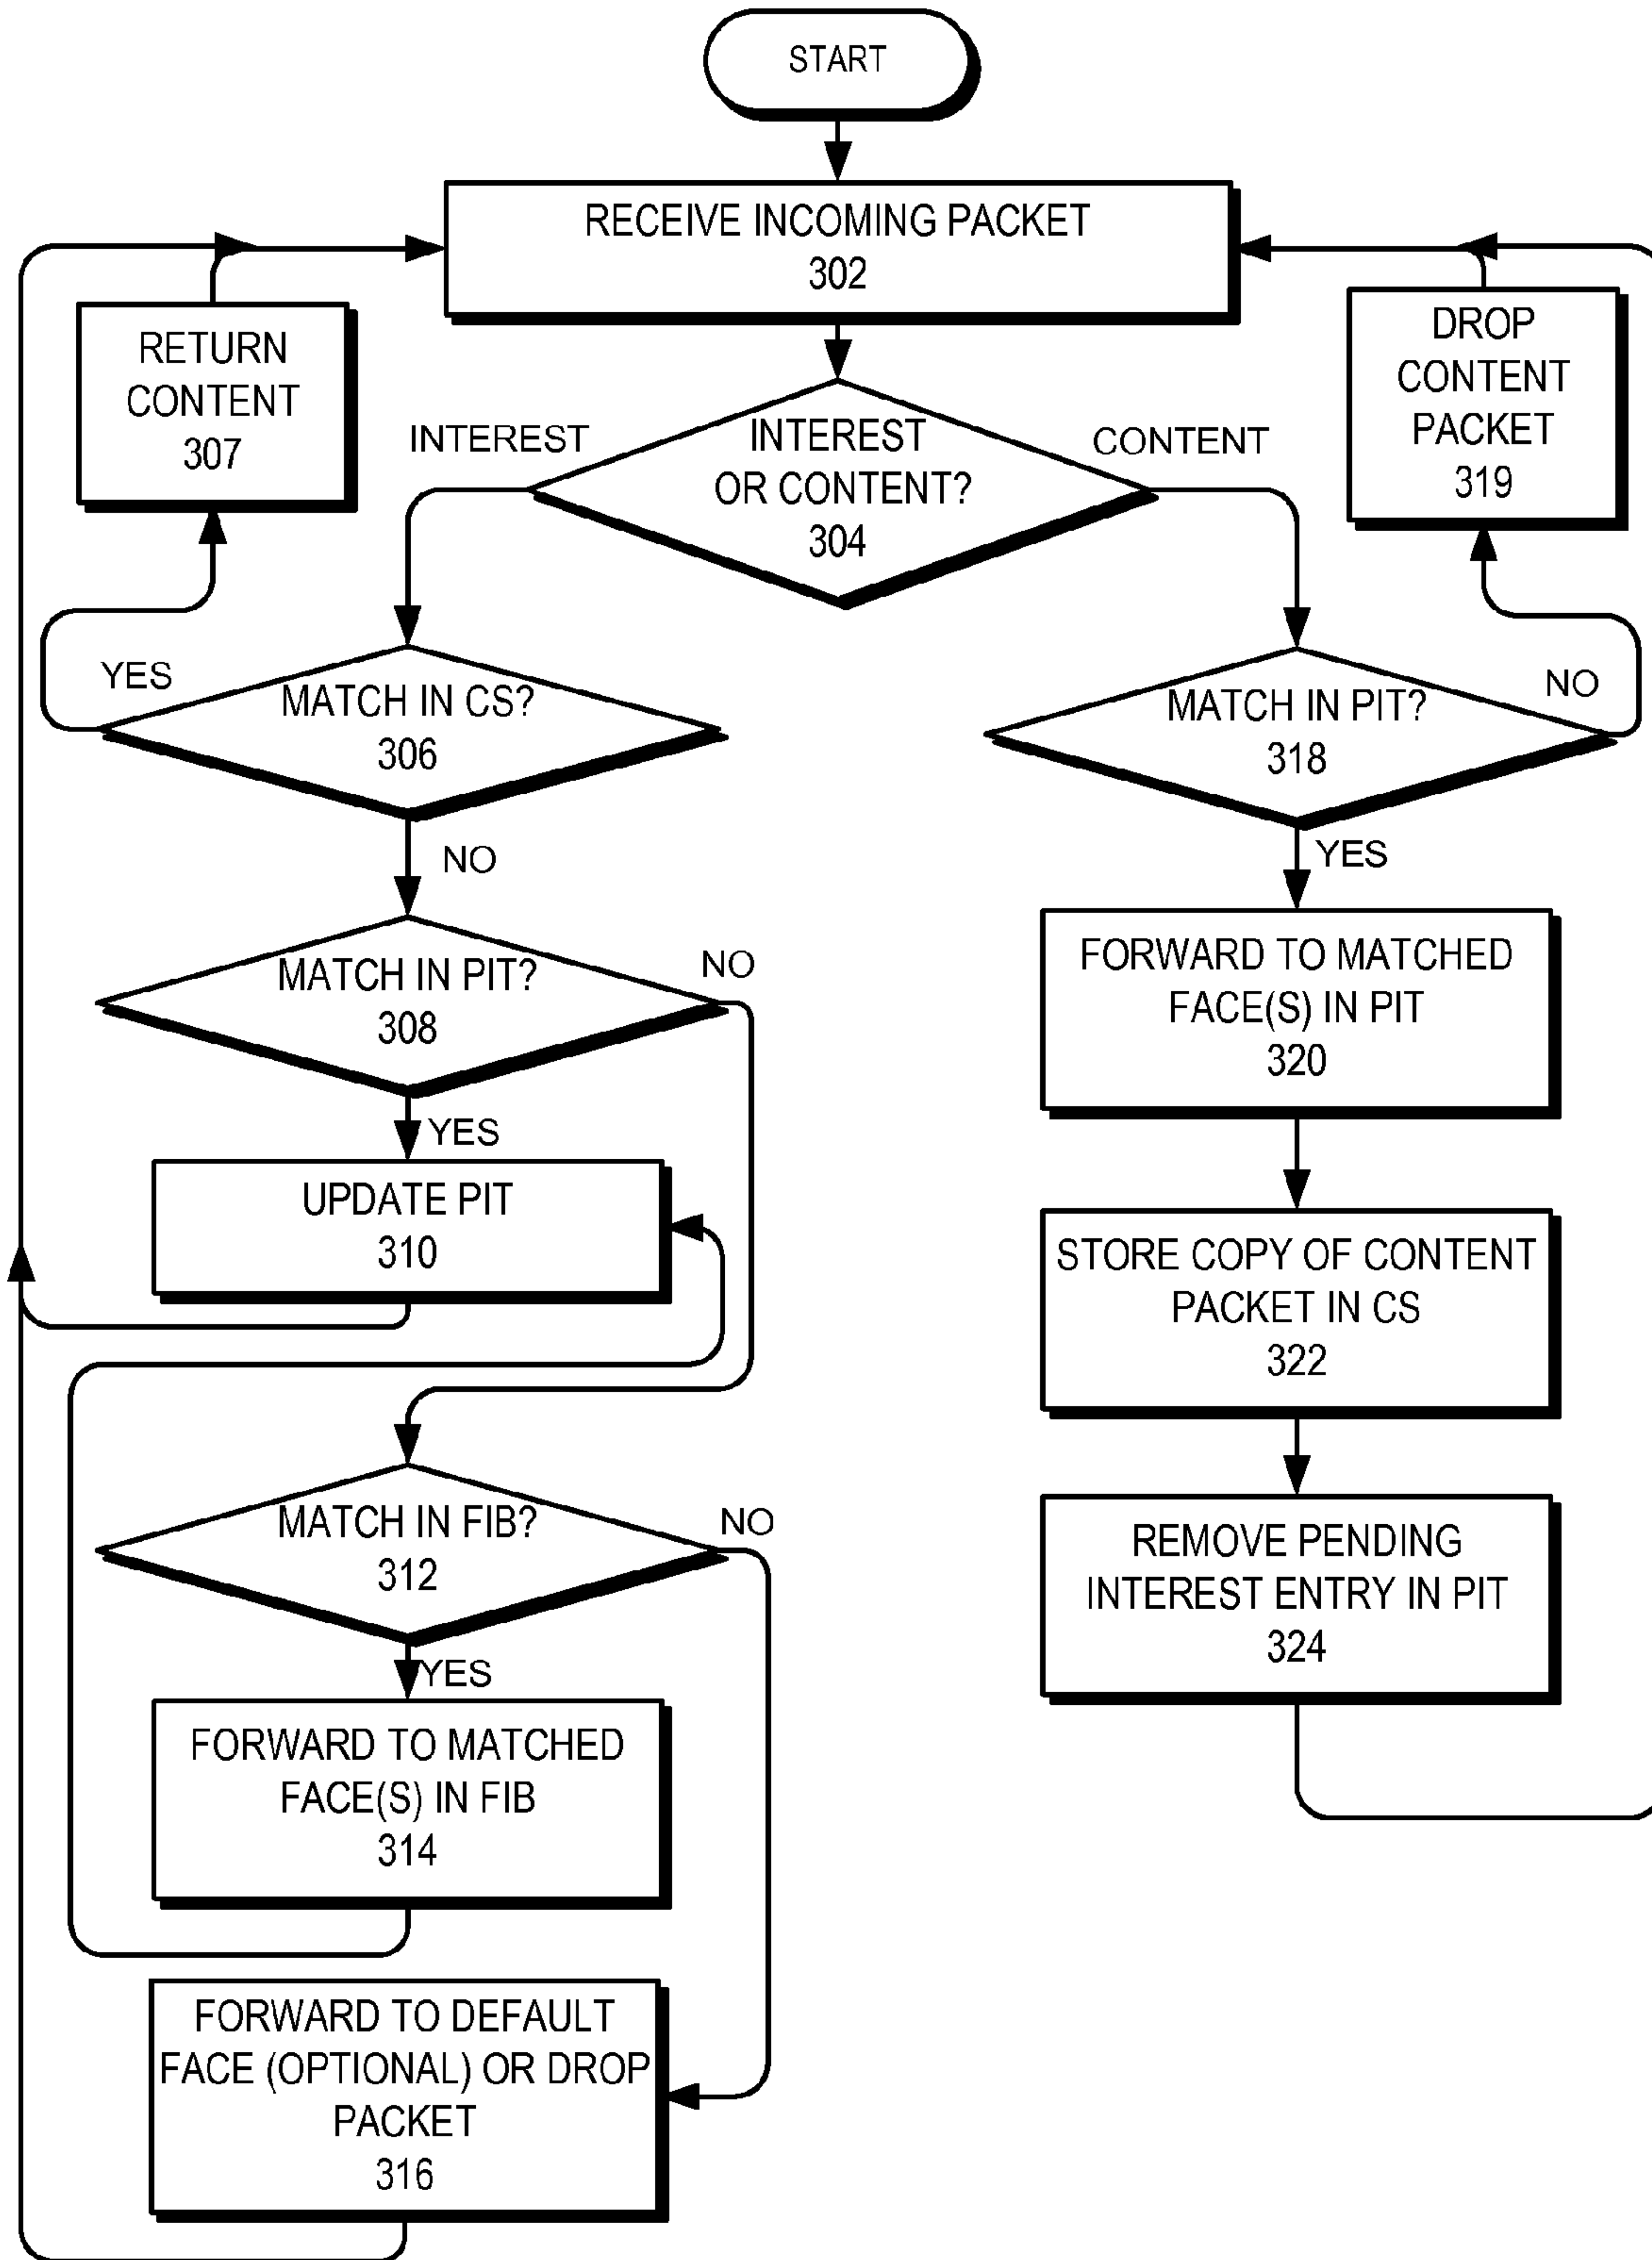 START
RECEIVE INCOMING PACKET
302
RETURN
CONTENT
307
DROP
CONTENT
PACKET
319
INTEREST
INTEREST
OR CONTENT?
304
CONTENT
YES
MATCH IN CS?
306
NO
MATCH IN PIT?
318
NO
YES
MATCH IN PIT?
308
NO
YES
UPDATE PIT
310
MATCH IN FIB?
312
NO
YES
FORWARD TO MATCHED
FACE(S) IN FIB
314
FORWARD TO DEFAULT
FACE (OPTIONAL) OR DROP
PACKET
316
FORWARD TO MATCHED
FACE(S) IN PIT
320
STORE COPY OF CONTENT
PACKET IN CS
322
REMOVE PENDING
INTEREST ENTRY IN PIT
324